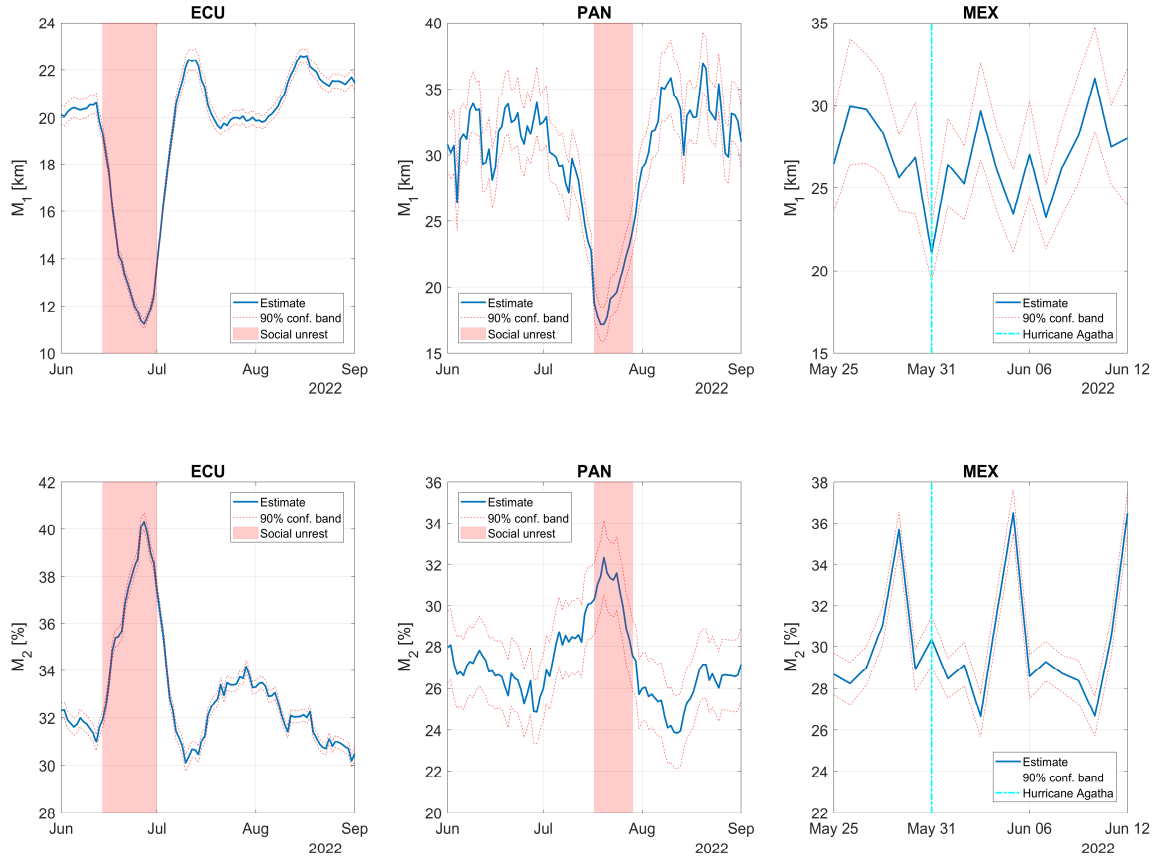 ECU
M1 [km]
24
22
20
18
16
14
12
10
Estimate
90% conf. band
Social unrest
Jun
Jul
Aug
Sep
2022
PAN
M1 [km]
40
35
30
25
20
15
Estimate
90% conf. band
Social unrest
Jun
Jul
Aug
Sep
2022
MEX
M1 [km]
35
30
25
20
15
Estimate
90% conf. band
Hurricane Agatha
May 25
May 31
Jun 06
Jun 12
2022
ECU
M2 [%]
42
40
38
36
34
32
30
28
Estimate
90% conf. band
Social unrest
Jun
Jul
Aug
Sep
2022
PAN
M2 [%]
36
34
32
30
28
26
24
22
20
Estimate
90% conf. band
Social unrest
Jun
Jul
Aug
Sep
2022
MEX
M2 [%]
38
36
34
32
30
28
26
24
22
Estimate
90% conf. band
Hurricane Agatha
May 25
May 31
Jun 06
Jun 12
2022